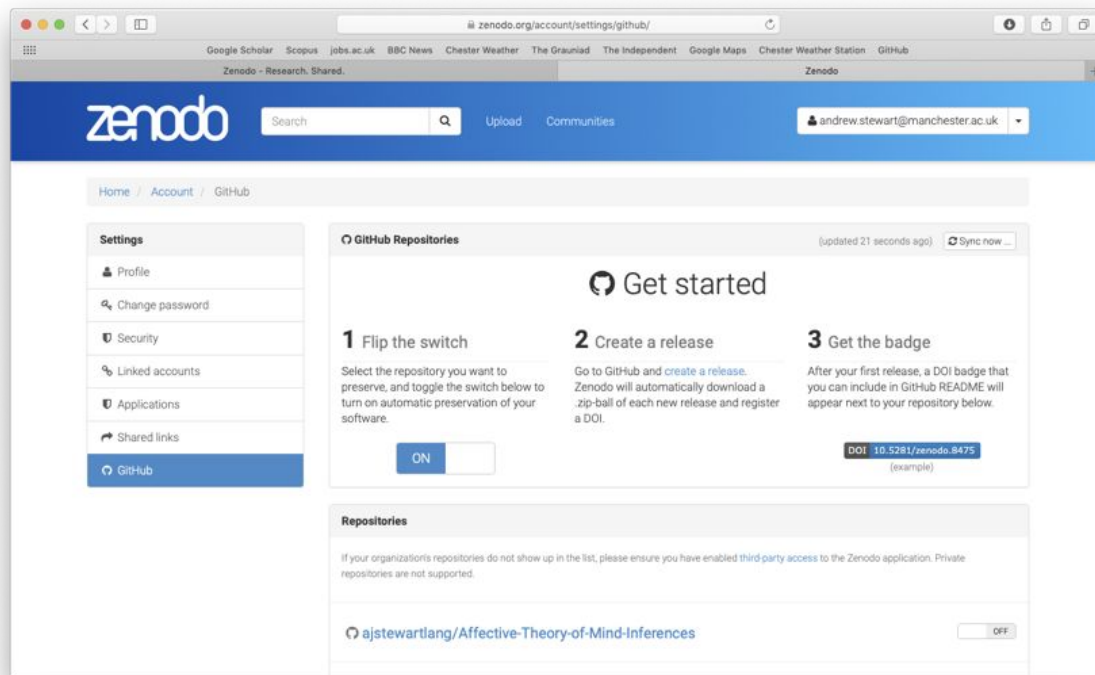 zenodo.org/account/settings/github/
Google Scholar Scopus jobs.ac.uk BBC News Chester Weather The Grauniad The Independent Google Maps Chester Weather Station GitHub
Zenodo - Research. Shared.
Zenodo
zenodo
Search
Upload
Communities
andrew.stewart@manchester.ac.uk
Home / Account / GitHub
Settings
Profile
Change password
Security
Linked accounts
Applications
Shared links
GitHub
GitHub Repositories
(updated 21 seconds ago)
Sync now ...
Get started
1 Flip the switch
Select the repository you want to
preserve, and toggle the switch below to
turn on automatic preservation of your
software.
ON
2 Create a release
Go to GitHub and create a release.
Zenodo will automatically download a
.zip-ball of each new release and register
a DOI.
3 Get the badge
After your first release, a DOI badge that
you can include in GitHub README will
appear next to your repository below.
DOI 10.5281/zenodo.8475
(example)
Repositories
If your organization's repositories do not show up in the list, please ensure you have enabled third-party access to the Zenodo application. Private
repositories are not supported.
ajstewartlang/Affective-Theory-of-Mind-Inferences
OFF